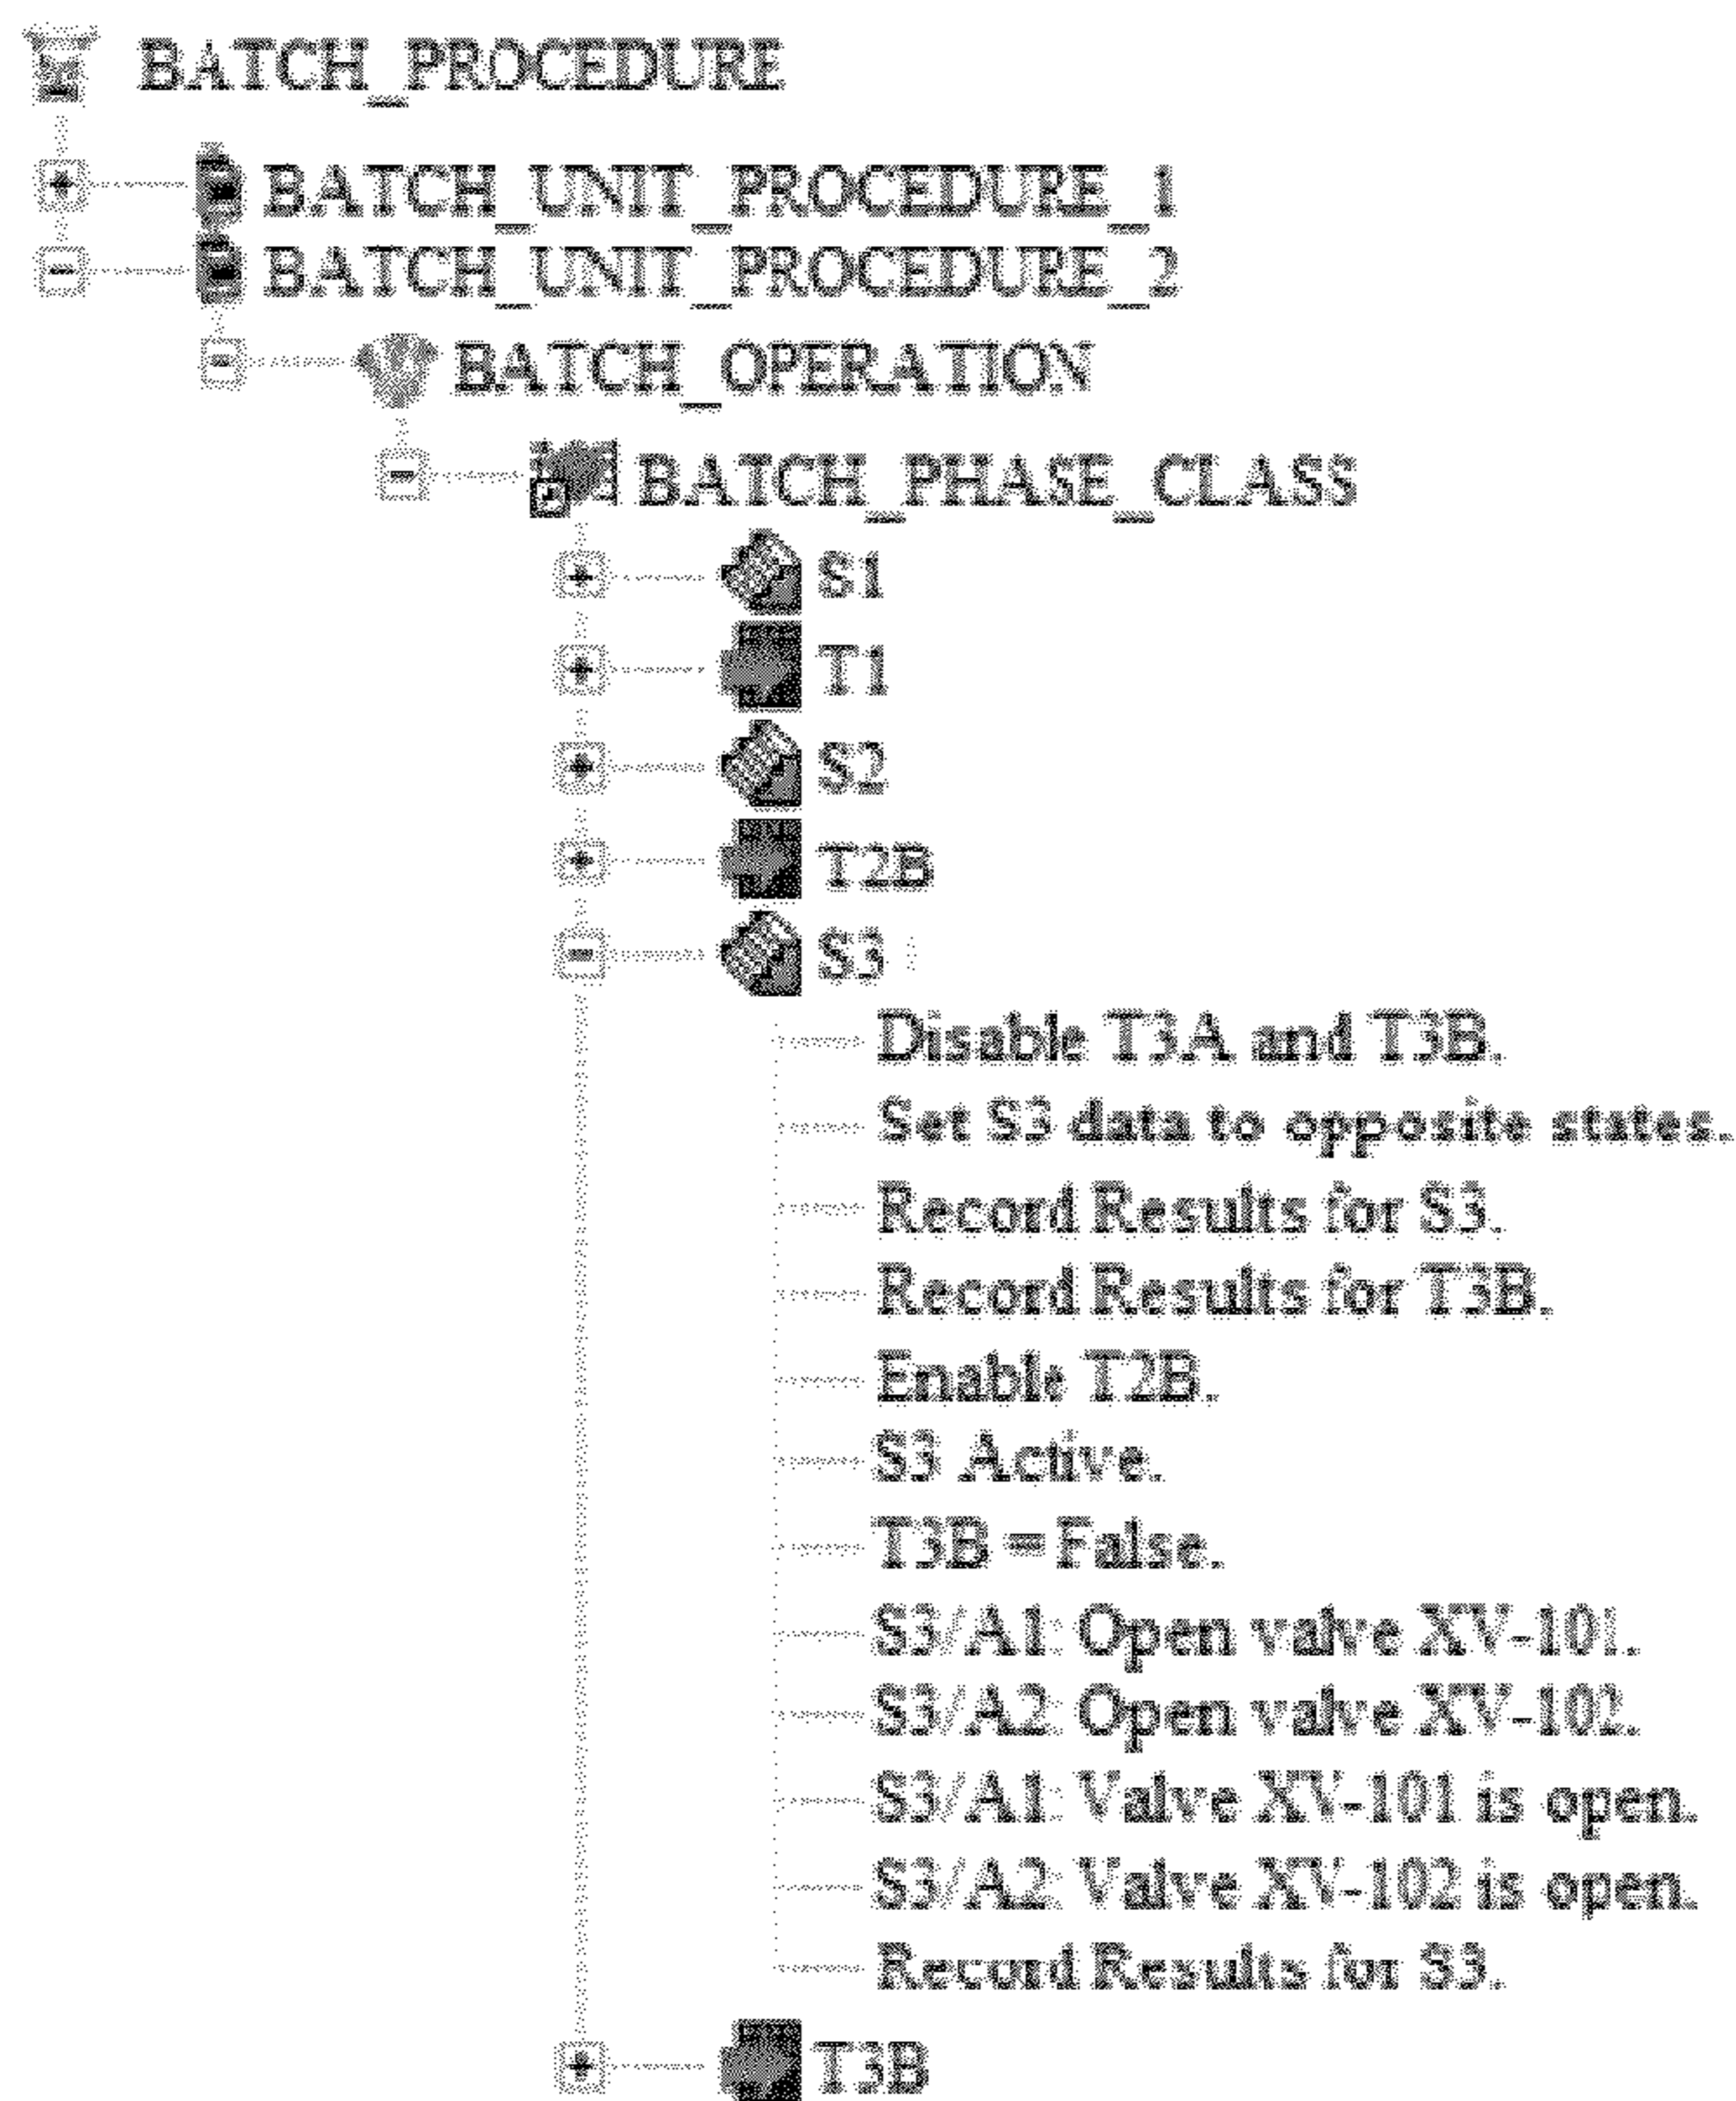 BATCH_PROCEDURE
BATCH_UNIT_PROCEDURE_1
BATCH_UNIT_PROCEDURE_2
BATCH_OPERATION
BATCH_PHASE_CLASS
S1
T1
S2
T2B
S3
Disable T3A and T3B.
Set S3 data to opposite states.
Record Results for S3.
Record Results for T3B.
Enable T2B.
S3 Active.
T3B = False.
S3/A1: Open valve XV-101.
S3/A2: Open valve XV-102.
S3/A1: Valve XV-101 is open.
S3/A2: Valve XV-102 is open.
Record Results for S3.
T3B